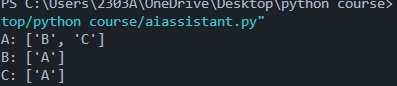 PS C:\Users\2303A\OneDrive\Desktop\python course>
top/python course/aiassistant.py"
A: ['B', 'C']
B: ['A']
C: ['A']